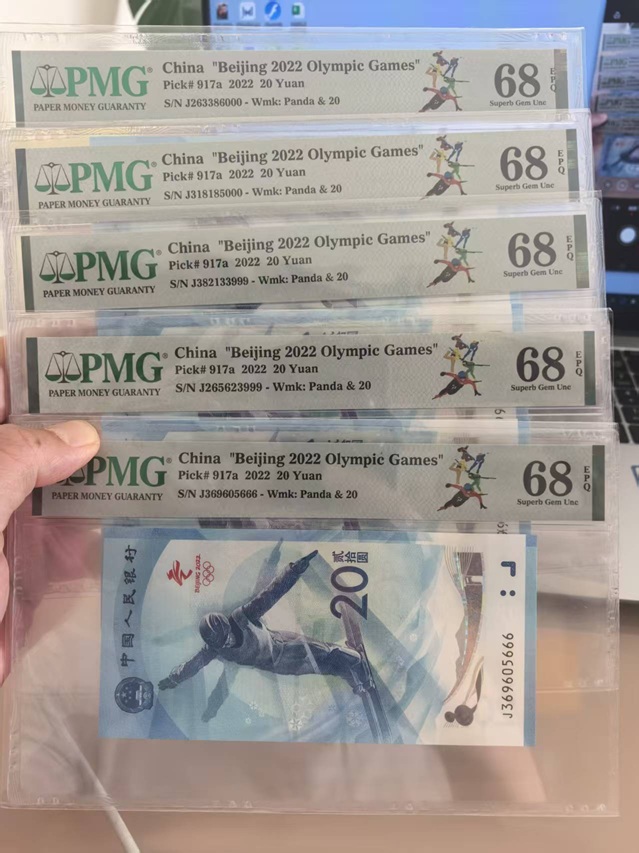 PMG
PAPER MONEY GUARANTY
China "Beijing 2022 Olympic Games"
Pick# 917a 2022 20 Yuan
S/N J263386000 - Wmk: Panda & 20
68
EPQ
Superb Gem Unc
PMG
PAPER MONEY GUARANTY
China "Beijing 2022 Olympic Games"
Pick# 917a 2022 20 Yuan
S/N J318185000 - Wmk: Panda & 20
68
EPQ
Superb Gem Unc
PMG
PAPER MONEY GUARANTY
China "Beijing 2022 Olympic Games"
Pick# 917a 2022 20 Yuan
S/N J382133999 - Wmk: Panda & 20
68
EPQ
Superb Gem Unc
PMG
PAPER MONEY GUARANTY
China "Beijing 2022 Olympic Games"
Pick# 917a 2022 20 Yuan
S/N J265623999 - Wmk: Panda & 20
68
EPQ
Superb Gem Unc
PMG
PAPER MONEY GUARANTY
China "Beijing 2022 Olympic Games"
Pick# 917a 2022 20 Yuan
S/N J369605666 - Wmk: Panda & 20
68
EPQ
Superb Gem Unc
中国人民银行
BEIJING 2022
20
贰拾圆
J369605666